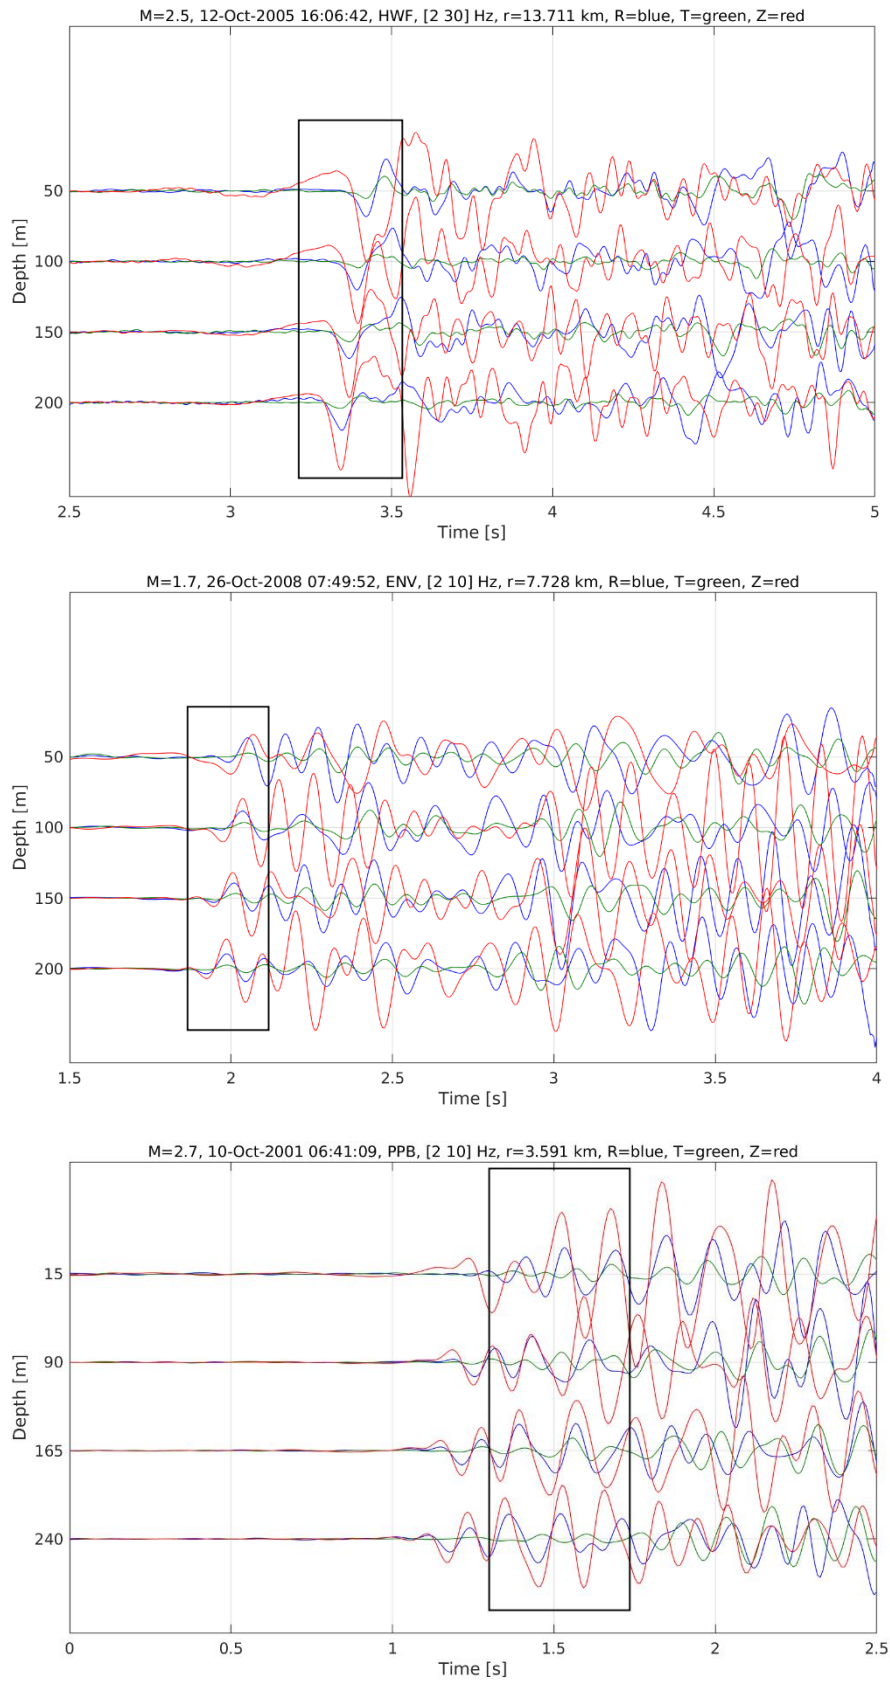 M=2.5, 12-Oct-2005 16:06:42, HWF, [2 30] Hz, r=13.711 km, R=blue, T=green, Z=red
Depth [m]
50
100
150
200
2.5 3 3.5 4 4.5 5
Time [s]
M=1.7, 26-Oct-2008 07:49:52, ENV, [2 10] Hz, r=7.728 km, R=blue, T=green, Z=red
Depth [m]
50
100
150
200
1.5 2 2.5 3 3.5 4
Time [s]
M=2.7, 10-Oct-2001 06:41:09, PPB, [2 10] Hz, r=3.591 km, R=blue, T=green, Z=red
Depth [m]
15
90
165
240
0 0.5 1 1.5 2 2.5
Time [s]